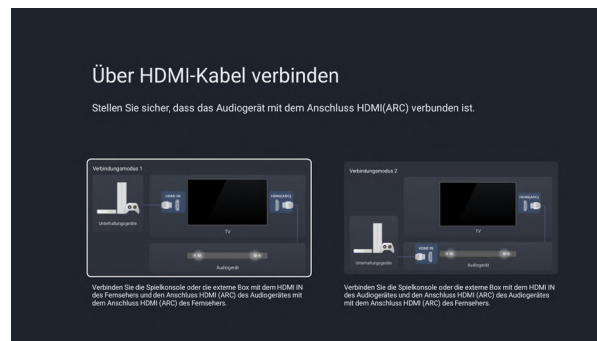 Über HDMI-Kabel verbinden
Stellen Sie sicher, dass das Audiogerät mit dem Anschluss HDMI(ARC) verbunden ist.
Verbindungsmodus 1
HDMI IN
HDMI(ARC)
Unterhaltungsgeräte
TV
Audiogerät
Verbinden Sie die Spielkonsole oder die externe Box mit dem HDMI IN
des Fernsehers und den Anschluss HDMI (ARC) des Audiogerätes mit
dem Anschluss HDMI (ARC) des Fernsehers.
Verbindungsmodus 2
HDMI(ARC)
TV
HDMI IN
Unterhaltungsgeräte
Audiogerät
Verbinden Sie die Spielkonsole oder die externe Box mit dem HDMI IN
des Audiogerätes und den Anschluss HDMI (ARC) des Audiogerätes
mit dem Anschluss HDMI (ARC) des Fernsehers.